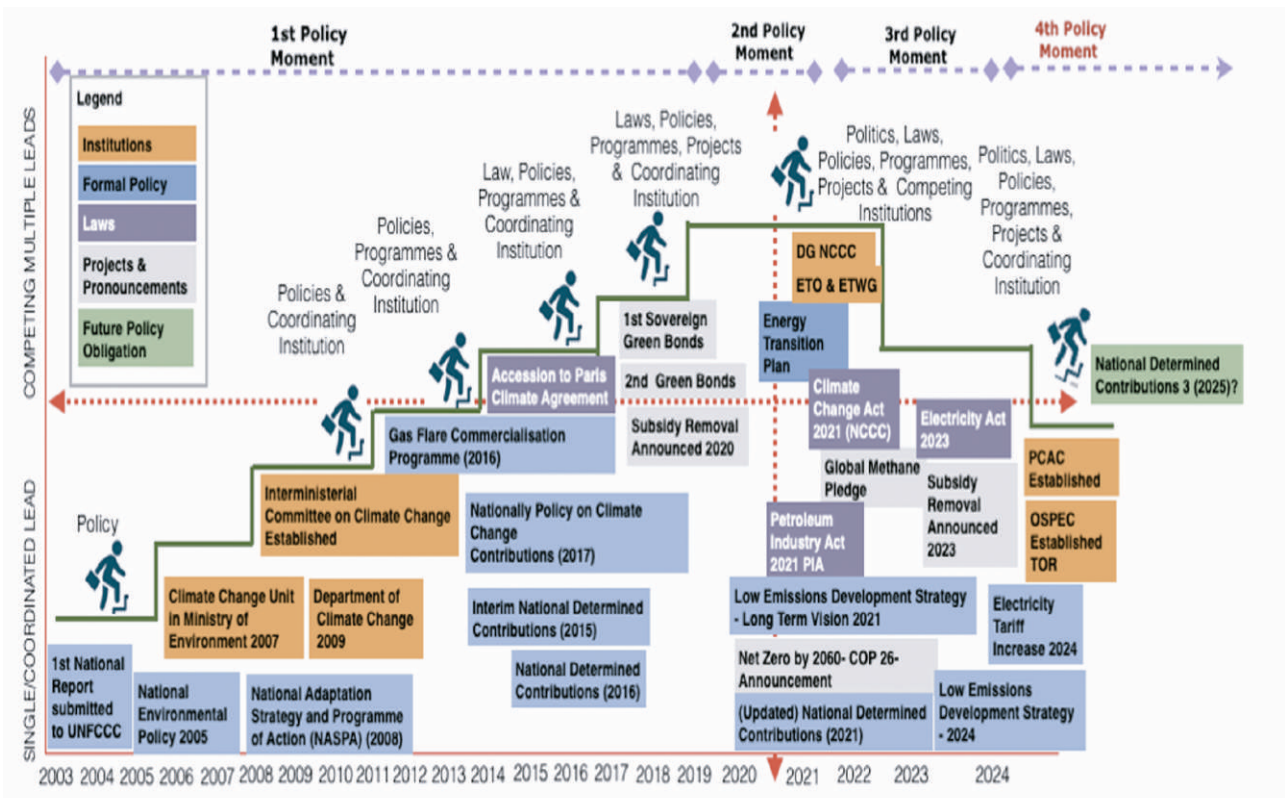 1st Policy
Moment
2nd Policy
Moment
3rd Policy
Moment
4th Policy
Moment
COMPETING MULTIPLE LEADS
SINGLE/COORDINATED LEAD
Legend
Institutions
Formal Policy
Laws
Projects &
Pronouncements
Future Policy
Obligation
Policy
Policies &
Coordinating
Institution
Policies,
Programmes &
Coordinating
Institution
Law, Policies,
Programmes &
Coordinating
Institution
Laws, Policies,
Programmes, Projects
& Coordinating
Institution
Politics, Laws,
Policies, Programmes,
Projects & Competing
Institutions
Politics, Laws,
Policies,
Programmes,
Projects &
Coordinating
Institution
1st National
Report
submitted
to UNFCCC
National
Environmental
Policy 2005
Climate Change Unit
in Ministry of
Environment 2007
Department of
Climate Change
2009
National Adaptation
Strategy and Programme
of Action (NASPA) (2008)
Interministerial
Committee on Climate Change
Established
Gas Flare Commercialisation
Programme (2016)
Accession to Paris
Climate Agreement
Nationally Policy on Climate
Change
Contributions (2017)
Interim National Determined
Contributions (2015)
National Determined
Contributions (2016)
1st Sovereign
Green Bonds
2nd Green Bonds
Subsidy Removal
Announced 2020
DG NCCC
ETO & ETWG
Energy
Transition
Plan
Climate
Change Act
2021 (NCCC)
Global Methane
Pledge
Petroleum
Industry Act
2021 PIA
Low Emissions Development Strategy
- Long Term Vision 2021
Net Zero by 2060- COP 26-
Announcement
(Updated) National Determined
Contributions (2021)
Electricity Act
2023
Subsidy
Removal
Announced
2023
Low Emissions
Development Strategy
- 2024
Electricity
Tariff
Increase 2024
PCAC
Established
OSPEC
Established
TOR
National Determined
Contributions 3 (2025)?
2003 2004 2005 2006 2007 2008 2009 2010 2011 2012 2013 2014 2015 2016 2017 2018 2019 2020 2021 2022 2023 2024